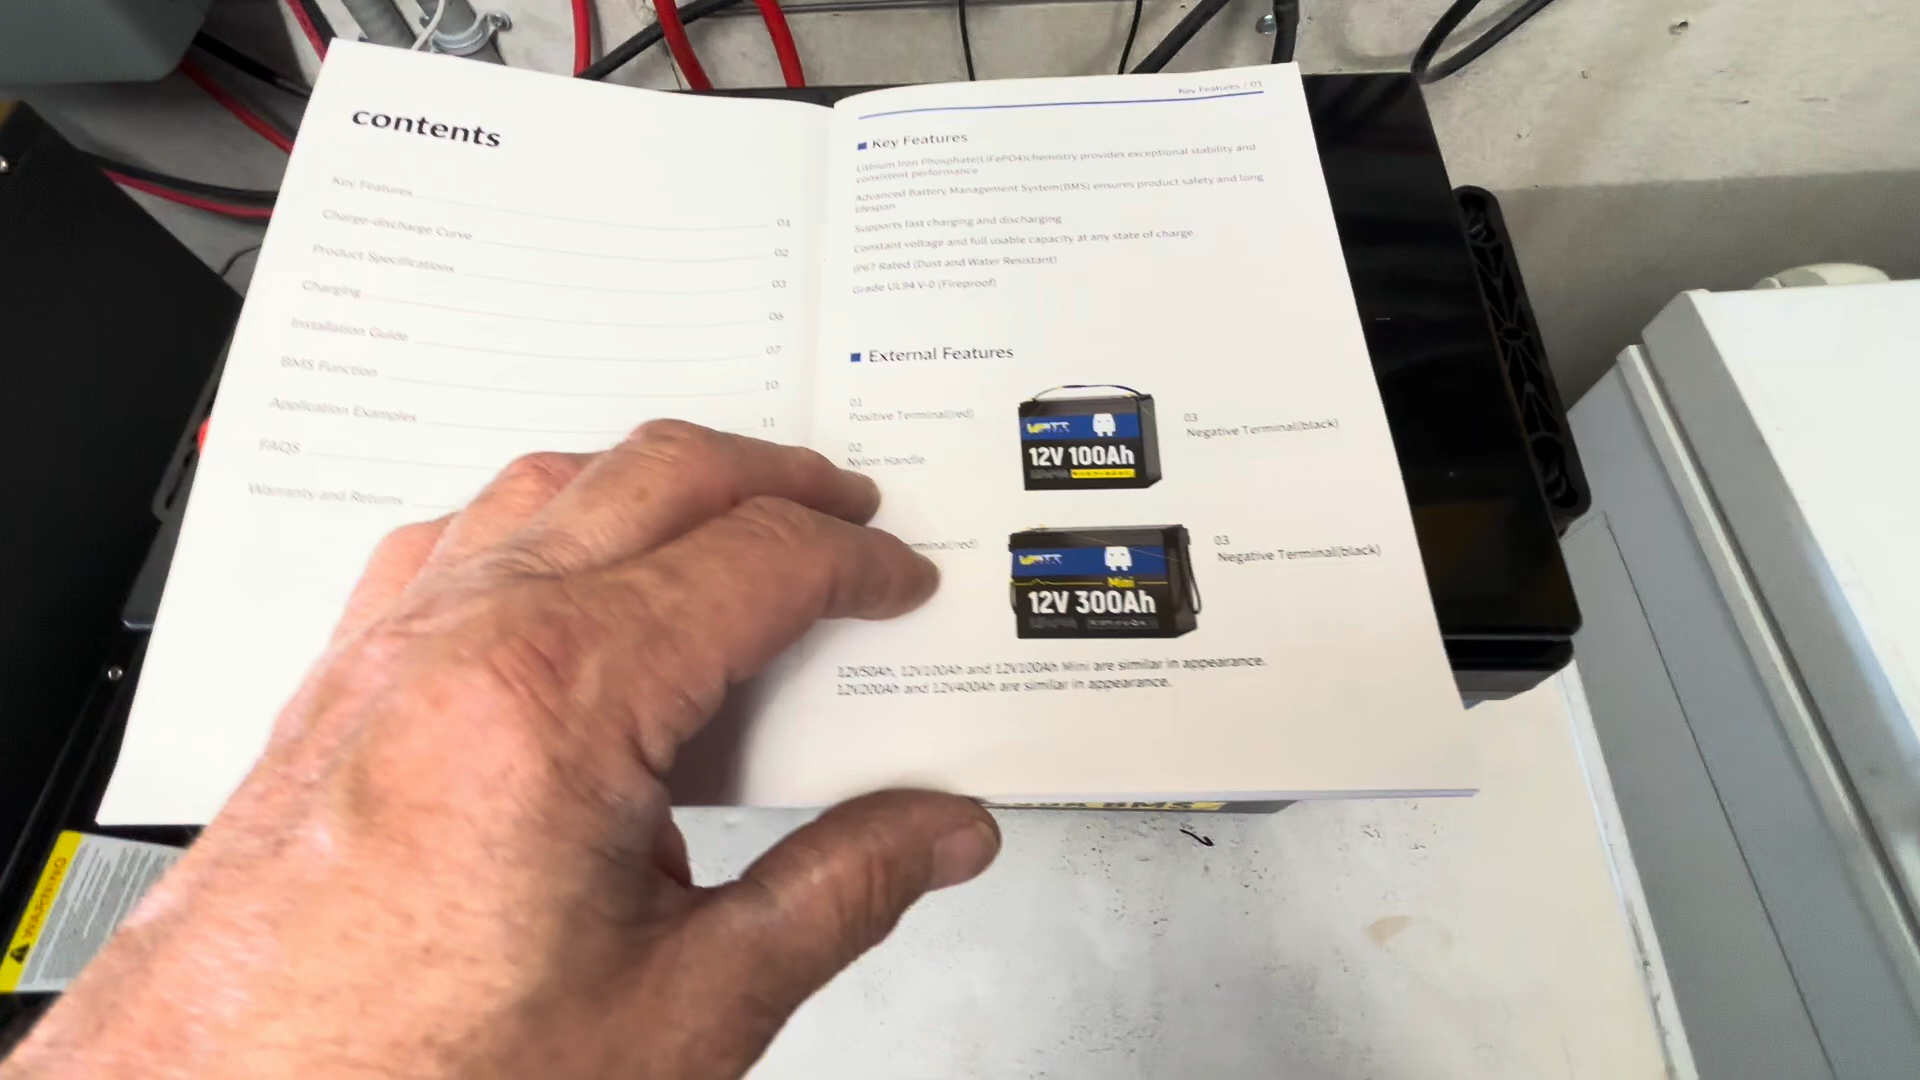 contents
Key Features 01
Charge-discharge Curve 02
Product Specifications 03
Charging 06
Installation Guide 07
BMS Function 10
Application Examples 11
FAQS
Warranty and Returns
Key Features / 01
Key Features
Lithium Iron Phosphate(LiFePO4)chemistry provides exceptional stability and
consistent performance
Advanced Battery Management System(BMS) ensures product safety and long
lifespan
Supports fast charging and discharging
Constant voltage and full usable capacity at any state of charge
IP67 Rated (Dust and Water Resistant)
Grade UL94 V-0 (Fireproof)
External Features
01
Positive Terminal(red)
02
Nylon Handle
12V 100Ah
03
Negative Terminal(black)
erminal(red)
Mini
12V 300Ah
03
Negative Terminal(black)
12V50Ah, 12V100Ah and 12V100Ah Mini are similar in appearance.
12V200Ah and 12V400Ah are similar in appearance.
BMS
WARNING